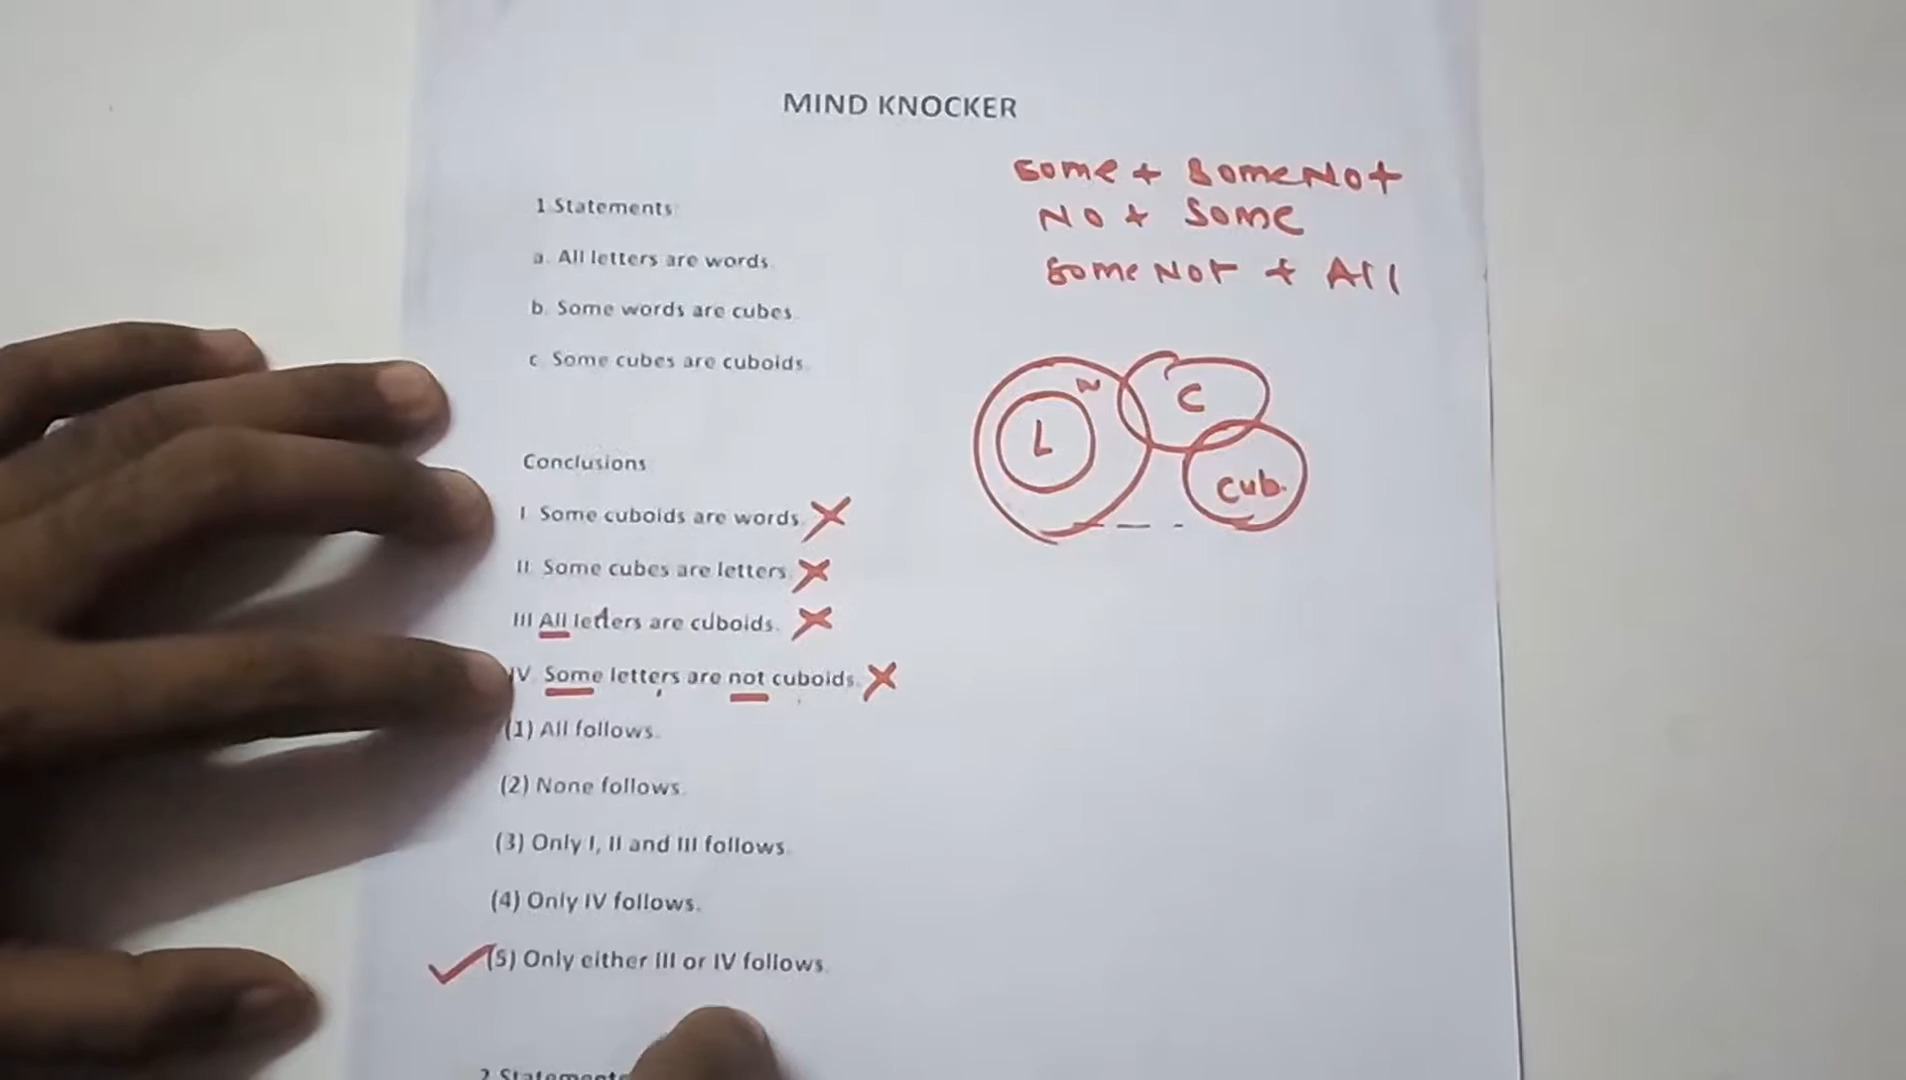 MIND KNOCKER
some + someNot
No + Some
some Not + All
1.Statements
a. All letters are words.
b. Some words are cubes.
c. Some cubes are cuboids.
L
C
Cub.
Conclusions
I. Some cuboids are words.
II. Some cubes are letters.
III All letters are cuboids.
IV. Some letters are not cuboids.
(1) All follows.
(2) None follows.
(3) Only I, II and III follows.
(4) Only IV follows.
(5) Only either III or IV follows.
2.Statements